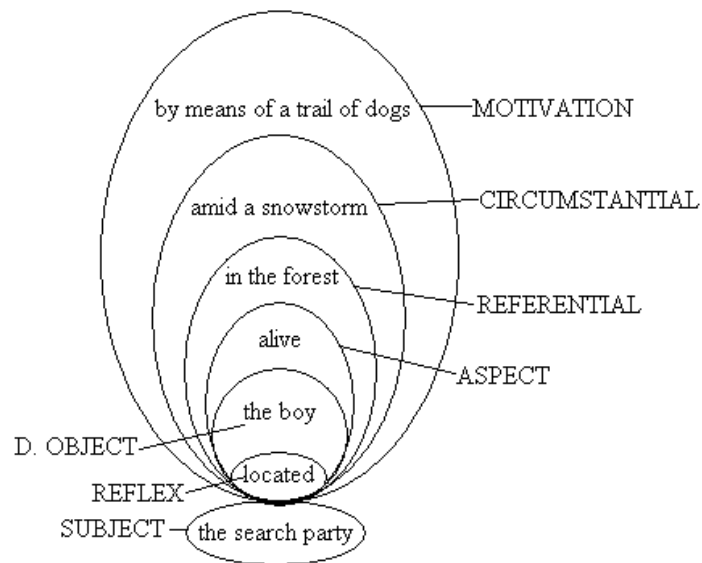 by means of a trail of dogs MOTIVATION
amid a snowstorm CIRCUMSTANTIAL
in the forest REFERENTIAL
alive
ASPECT
the boy
D. OBJECT
located
REFLEX
SUBJECT the search party